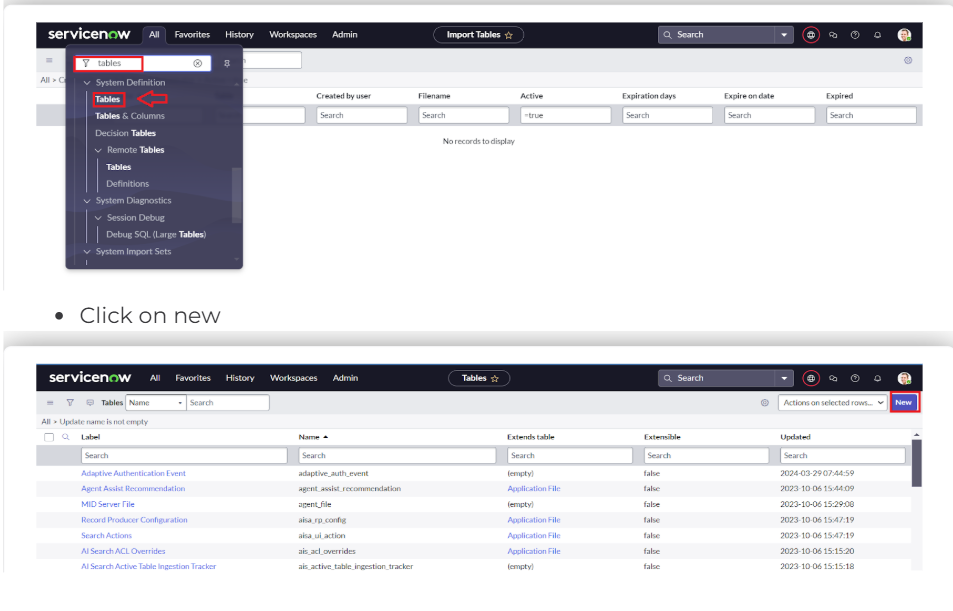 servicenow All Favorites History Workspaces Admin Import Tables Search
tables
All > C
System Definition
Tables
Created by user Filename Active Expiration days Expire on date Expired
Tables & Columns
Search Search =true Search Search Search
Decision Tables
No records to display
Remote Tables
Tables
Definitions
System Diagnostics
Session Debug
Debug SQL (Large Tables)
System Import Sets
• Click on new
servicenow All Favorites History Workspaces Admin Tables Search
Tables Name Search Actions on selected rows... New
All > Update name is not empty
Label Name Extends table Extensible Updated
Search Search Search Search Search
Adaptive Authentication Event adaptive_auth_event (empty) false 2024-03-29 07:44:59
Agent Assist Recommendation agent_assist_recommendation Application File false 2023-10-06 15:44:09
MID Server File agent_file (empty) false 2023-10-06 15:29:08
Record Producer Configuration aisa_rp_config Application File false 2023-10-06 15:47:19
Search Actions aisa_ui_action Application File false 2023-10-06 15:47:19
AI Search ACL Overrides ais_acl_overrides Application File false 2023-10-06 15:15:20
AI Search Active Table Ingestion Tracker ais_active_table_ingestion_tracker (empty) false 2023-10-06 15:15:18